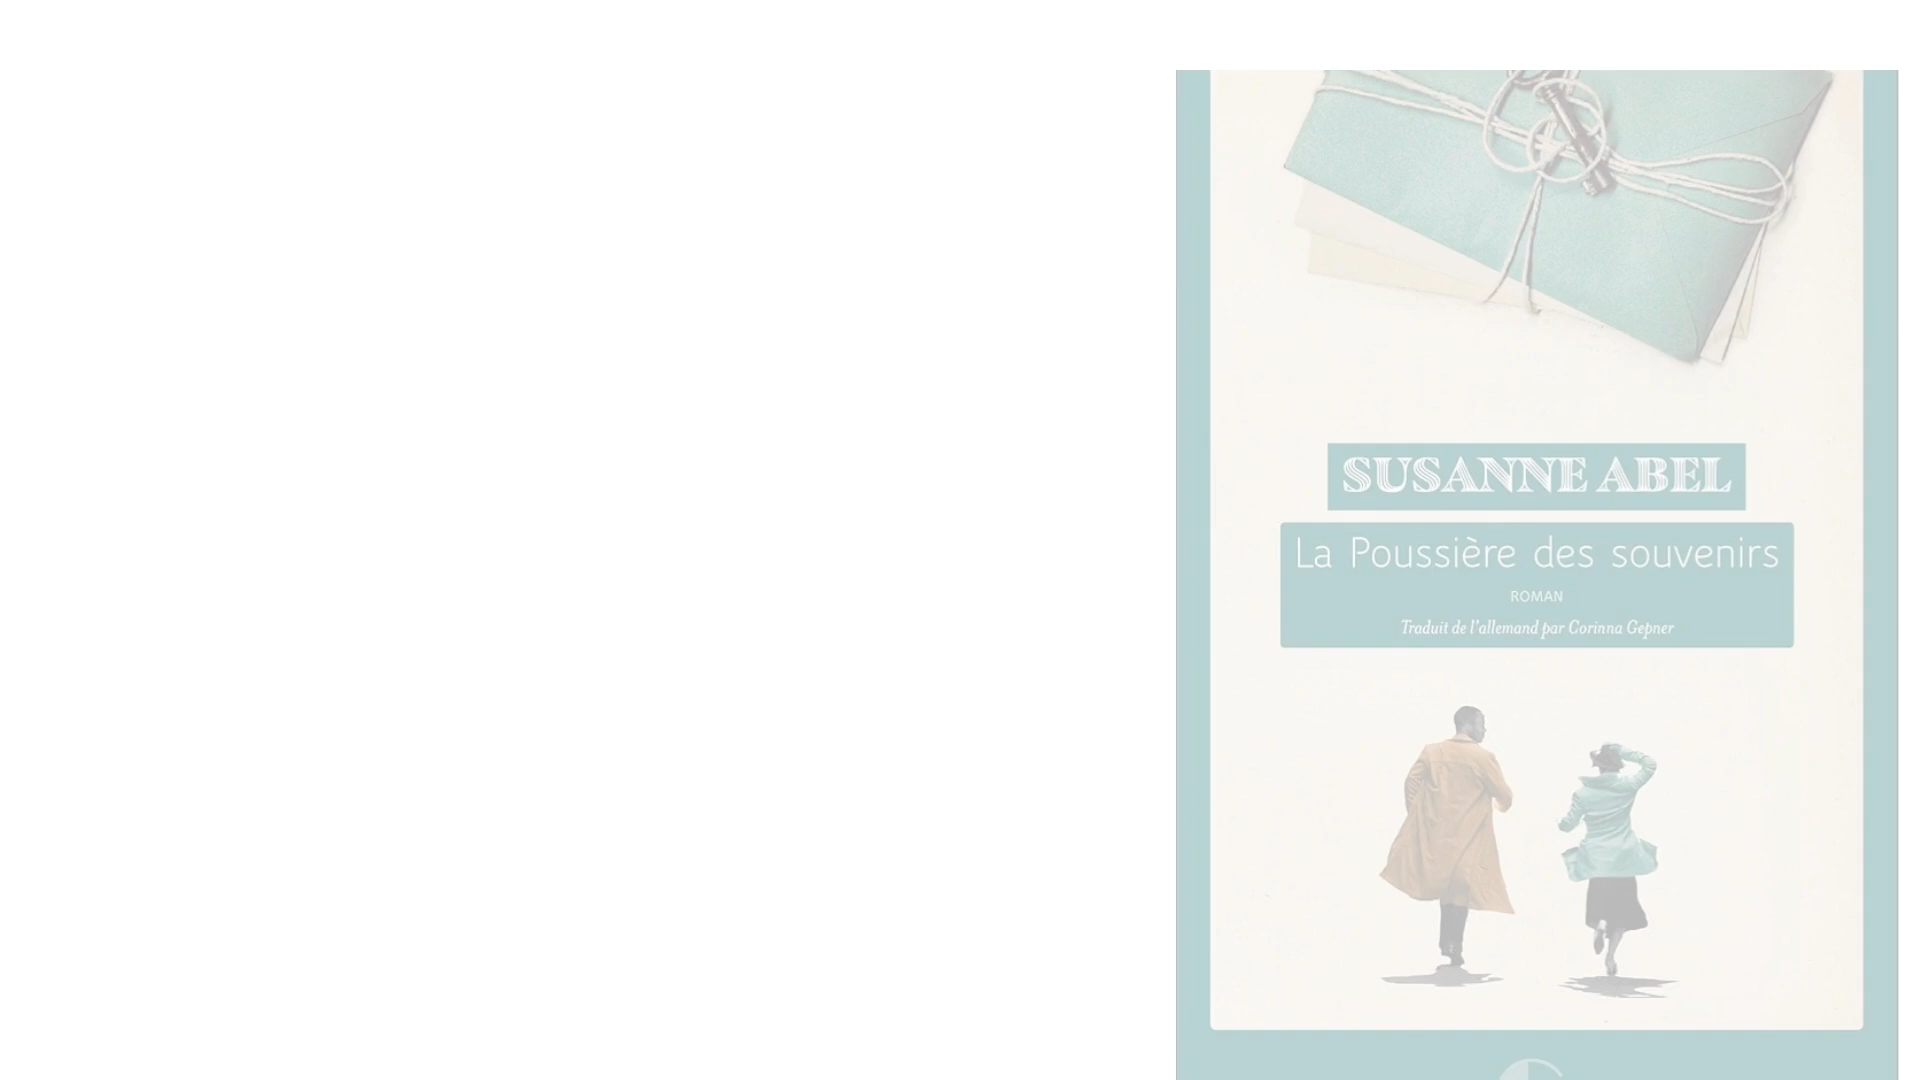 SUSANNE ABEL
La Poussière des souvenirs
ROMAN
Traduit de l'allemand par Corinna Gepner